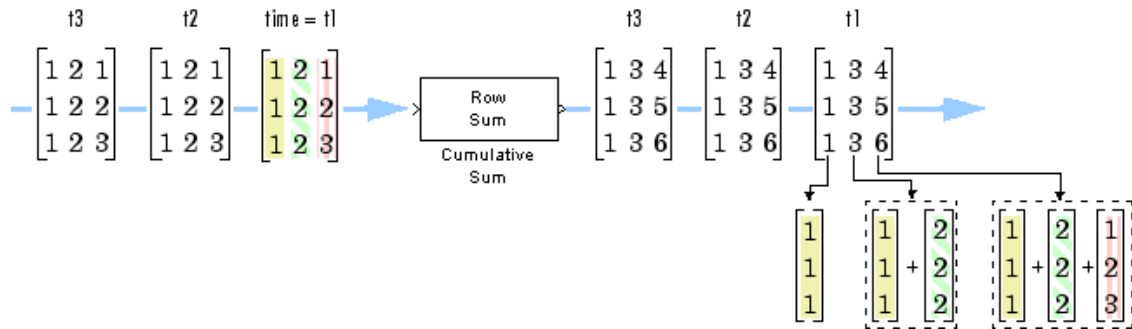 t3 t2 time = t1 t3 t2 t1
1 2 1 1 2 1 1 2 1 1 3 4 1 3 4 1 3 4
1 2 2 1 2 2 1 2 2 Row Sum 1 3 5 1 3 5 1 3 5
1 2 3 1 2 3 1 2 3 1 3 6 1 3 6 1 3 6
Cumulative Sum
1 1 2 1 2 1
1 1 + 2 1 + 2 + 2
1 1 2 1 2 3